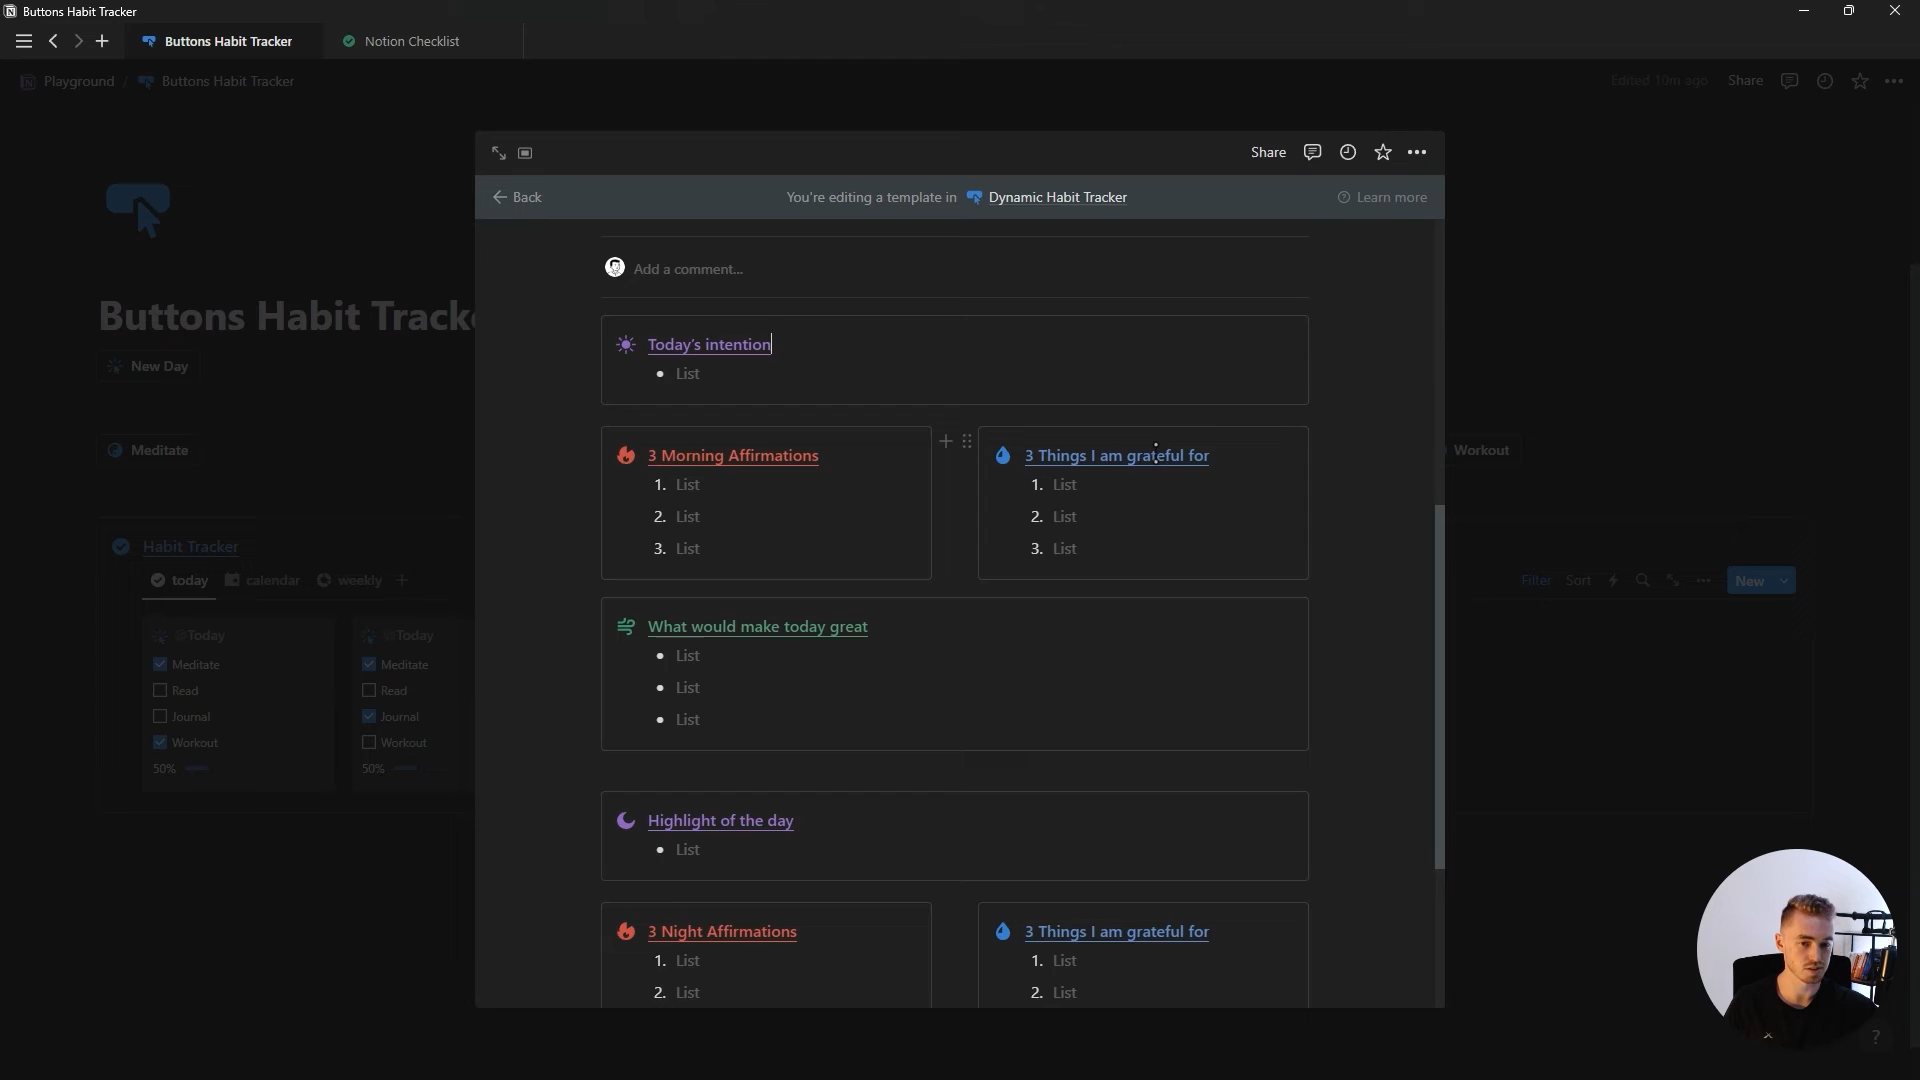 Buttons Habit Tracker
Buttons Habit Tracker
Notion Checklist
Playground / Buttons Habit Tracker
Edited 10m ago
Share
Share
Back
You're editing a template in Dynamic Habit Tracker
Learn more
Add a comment...
Buttons Habit Tracke
New Day
Today's intention
• List
Meditate
Workout
3 Morning Affirmations
1. List
2. List
3. List
3 Things I am grateful for
1. List
2. List
3. List
Habit Tracker
today
calendar
weekly
Filter
Sort
New
@Today
Meditate
Read
Journal
Workout
50%
@Today
Meditate
Read
Journal
Workout
50%
What would make today great
• List
• List
• List
Highlight of the day
• List
3 Night Affirmations
1. List
2. List
3 Things I am grateful for
1. List
2. List
?